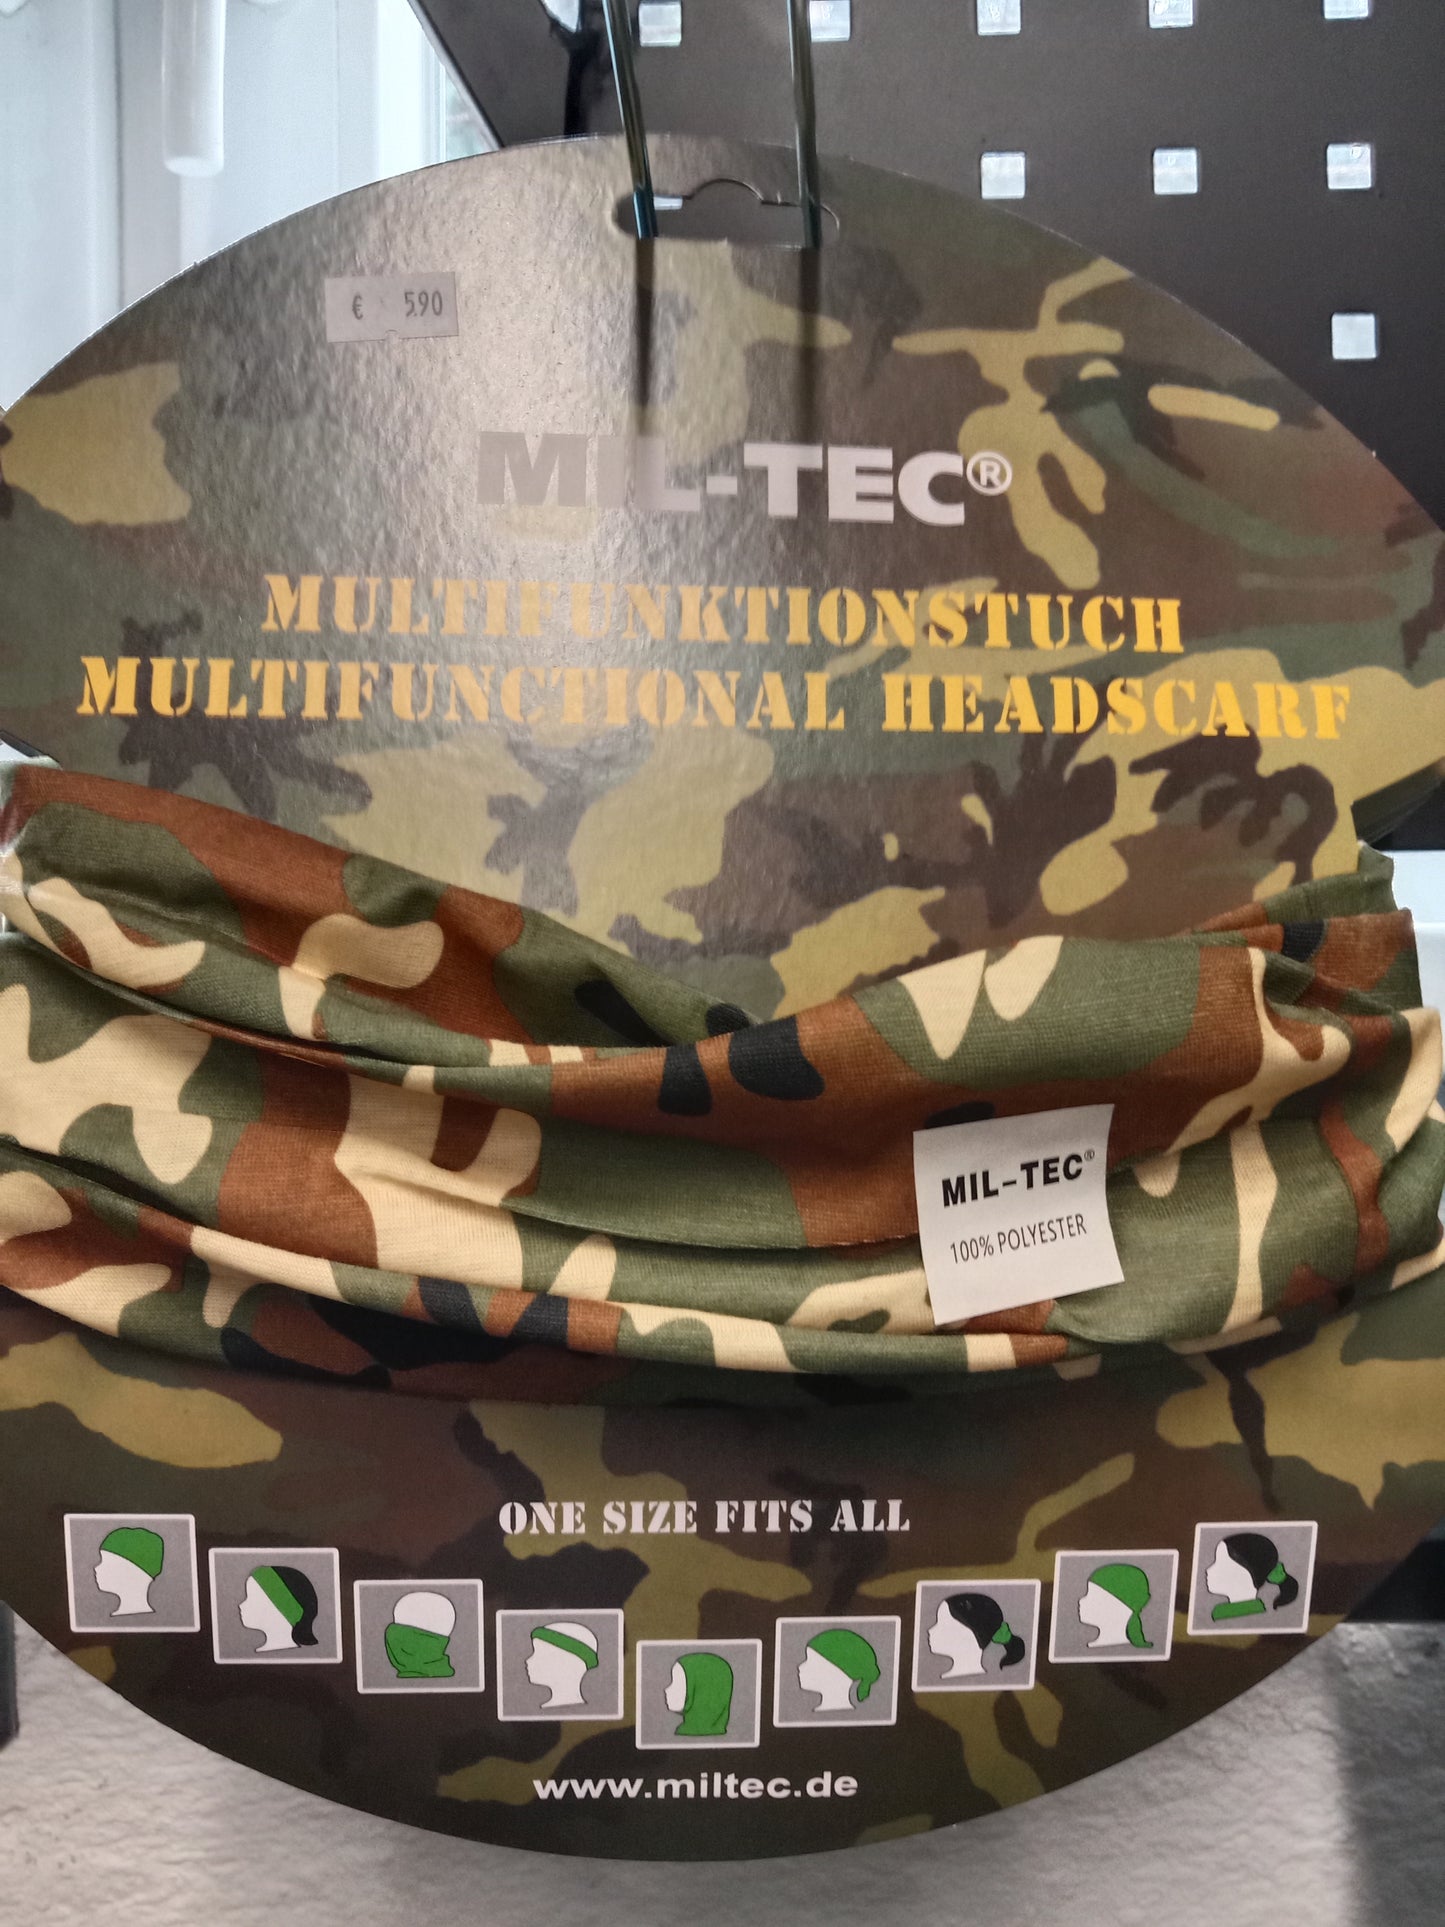 € 5.90
MIL-TEC®
MULTIFUNKTIONSTUCH
MULTIFUNCTIONAL HEADSCARF
MIL-TEC®
100% POLYESTER
ONE SIZE FITS ALL
www.miltec.de